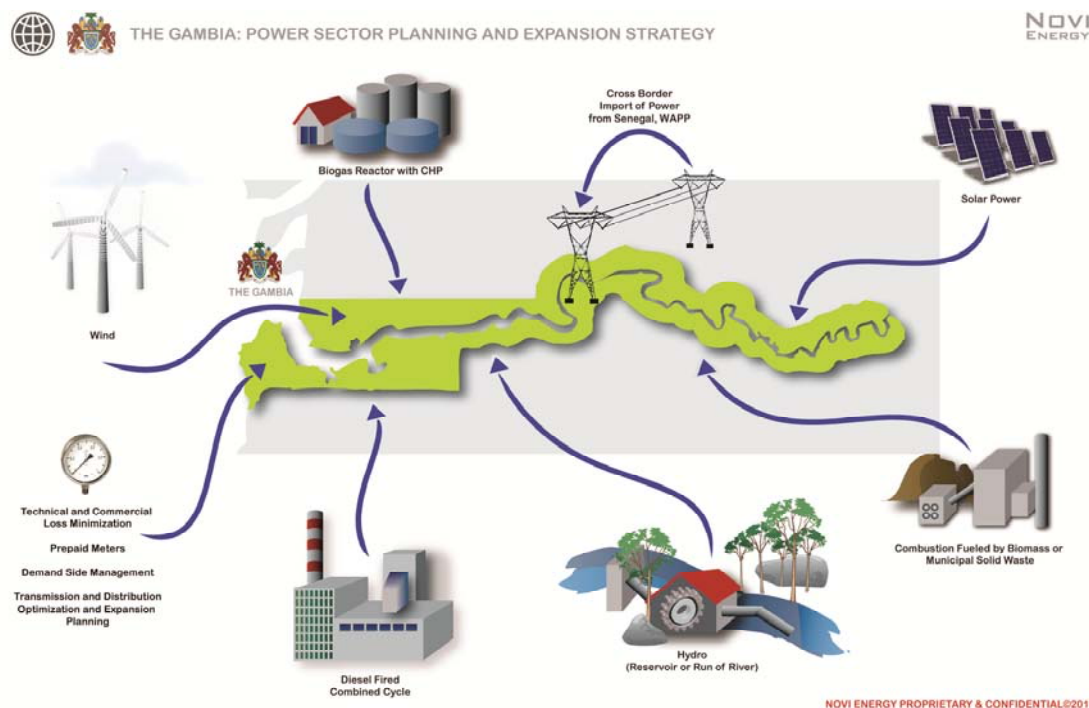 THE GAMBIA: POWER SECTOR PLANNING AND EXPANSION STRATEGY
NOVI
ENERGY
Cross Border
Import of Power
from Senegal, WAPP
Biogas Reactor with CHP
Solar Power
THE GAMBIA
Wind
Technical and Commercial
Loss Minimization
Prepaid Meters
Demand Side Management
Transmission and Distribution
Optimization and Expansion
Planning
Combustion Fueled by Biomass or
Municipal Solid Waste
Hydro
(Reservoir or Run of River)
Diesel Fired
Combined Cycle
NOVI ENERGY PROPRIETARY & CONFIDENTIAL©201